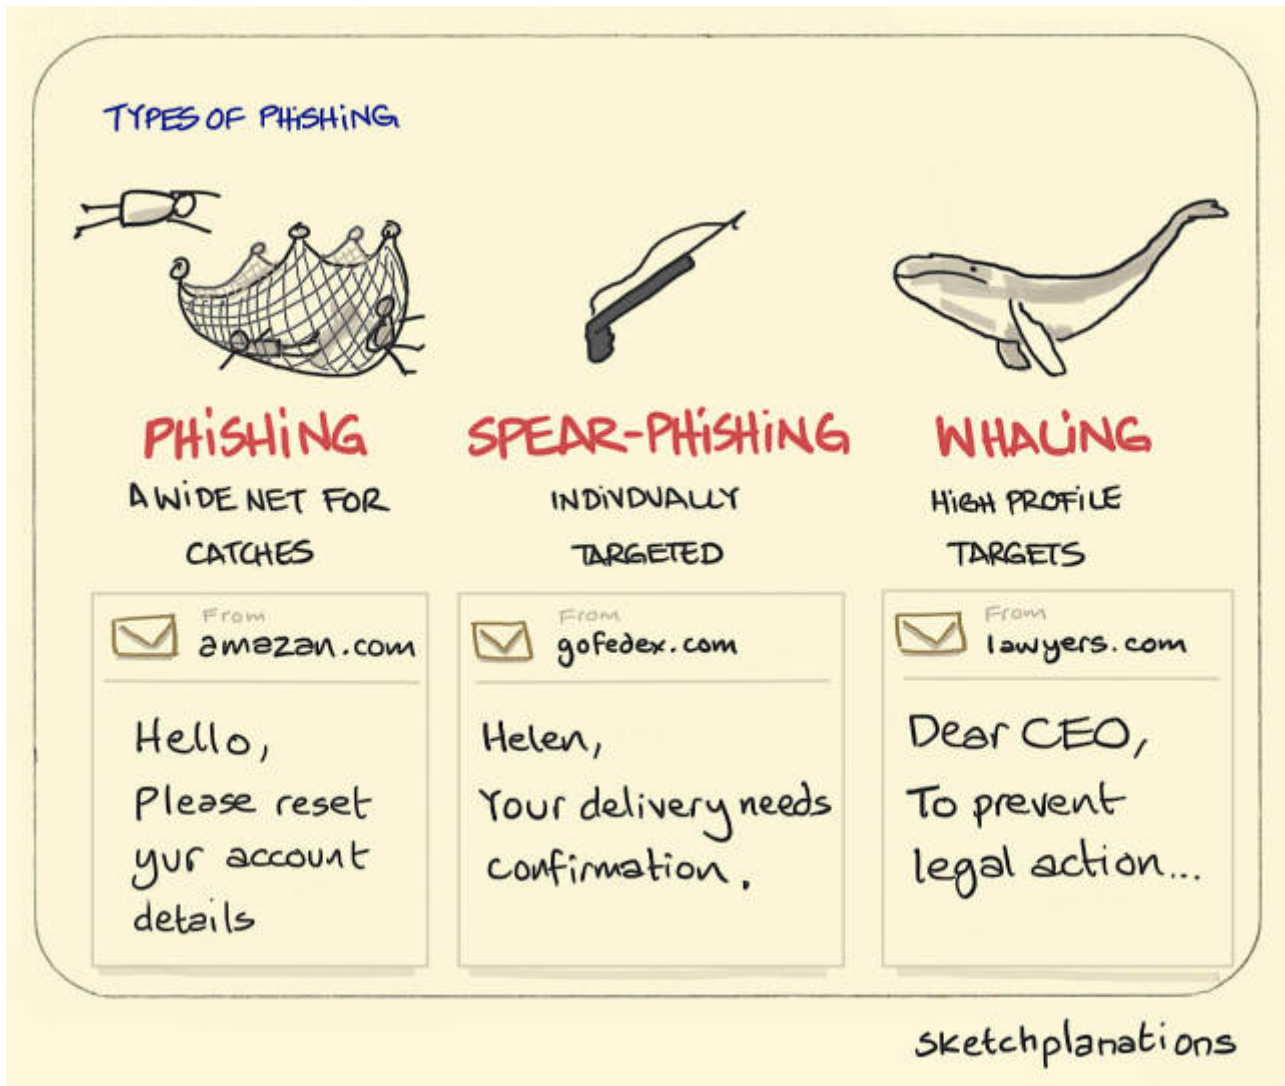 TYPES OF PHiSHiNG
PHiSHiNG
A WiDE NET FOR
CATCHES
From
amazan.com
Hello,
Please reset
yur account
details
SPEAR-PHiSHiNG
INDiVDUALLY
TARGETED
From
gofedex.com
Helen,
Your delivery needs
confirmation.
WHALiNG
HiGH PROFiLE
TARGETS
From
lawyers.com
Dear CEO,
To prevent
legal action...
sketchplanations